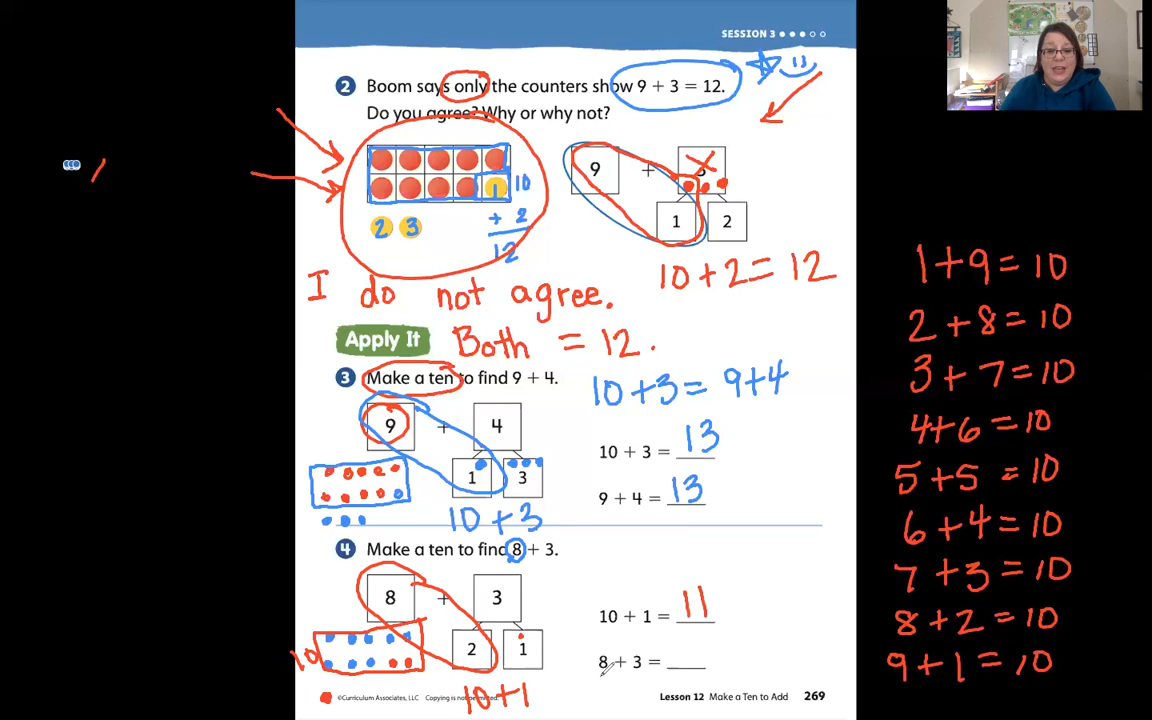 SESSION 3
2 Boom says only the counters show 9 + 3 = 12.
Do you agree? Why or why not?
9 + 3
1 10
2 3 + 2
12
1 2
10 + 2 = 12
I do not agree.
Apply It Both = 12.
3 Make a ten to find 9 + 4.
10 + 3 = 9 + 4
9 + 4
1 3
10 + 3
10 + 3 = 13
9 + 4 = 13
4 Make a ten to find 8 + 3.
8 + 3
10 2 1
10 + 1
10 + 1 = 11
8 + 3 = ____
©Curriculum Associates, LLC Copying is not permitted.
Lesson 12 Make a Ten to Add 269
1 + 9 = 10
2 + 8 = 10
3 + 7 = 10
4 + 6 = 10
5 + 5 = 10
6 + 4 = 10
7 + 3 = 10
8 + 2 = 10
9 + 1 = 10